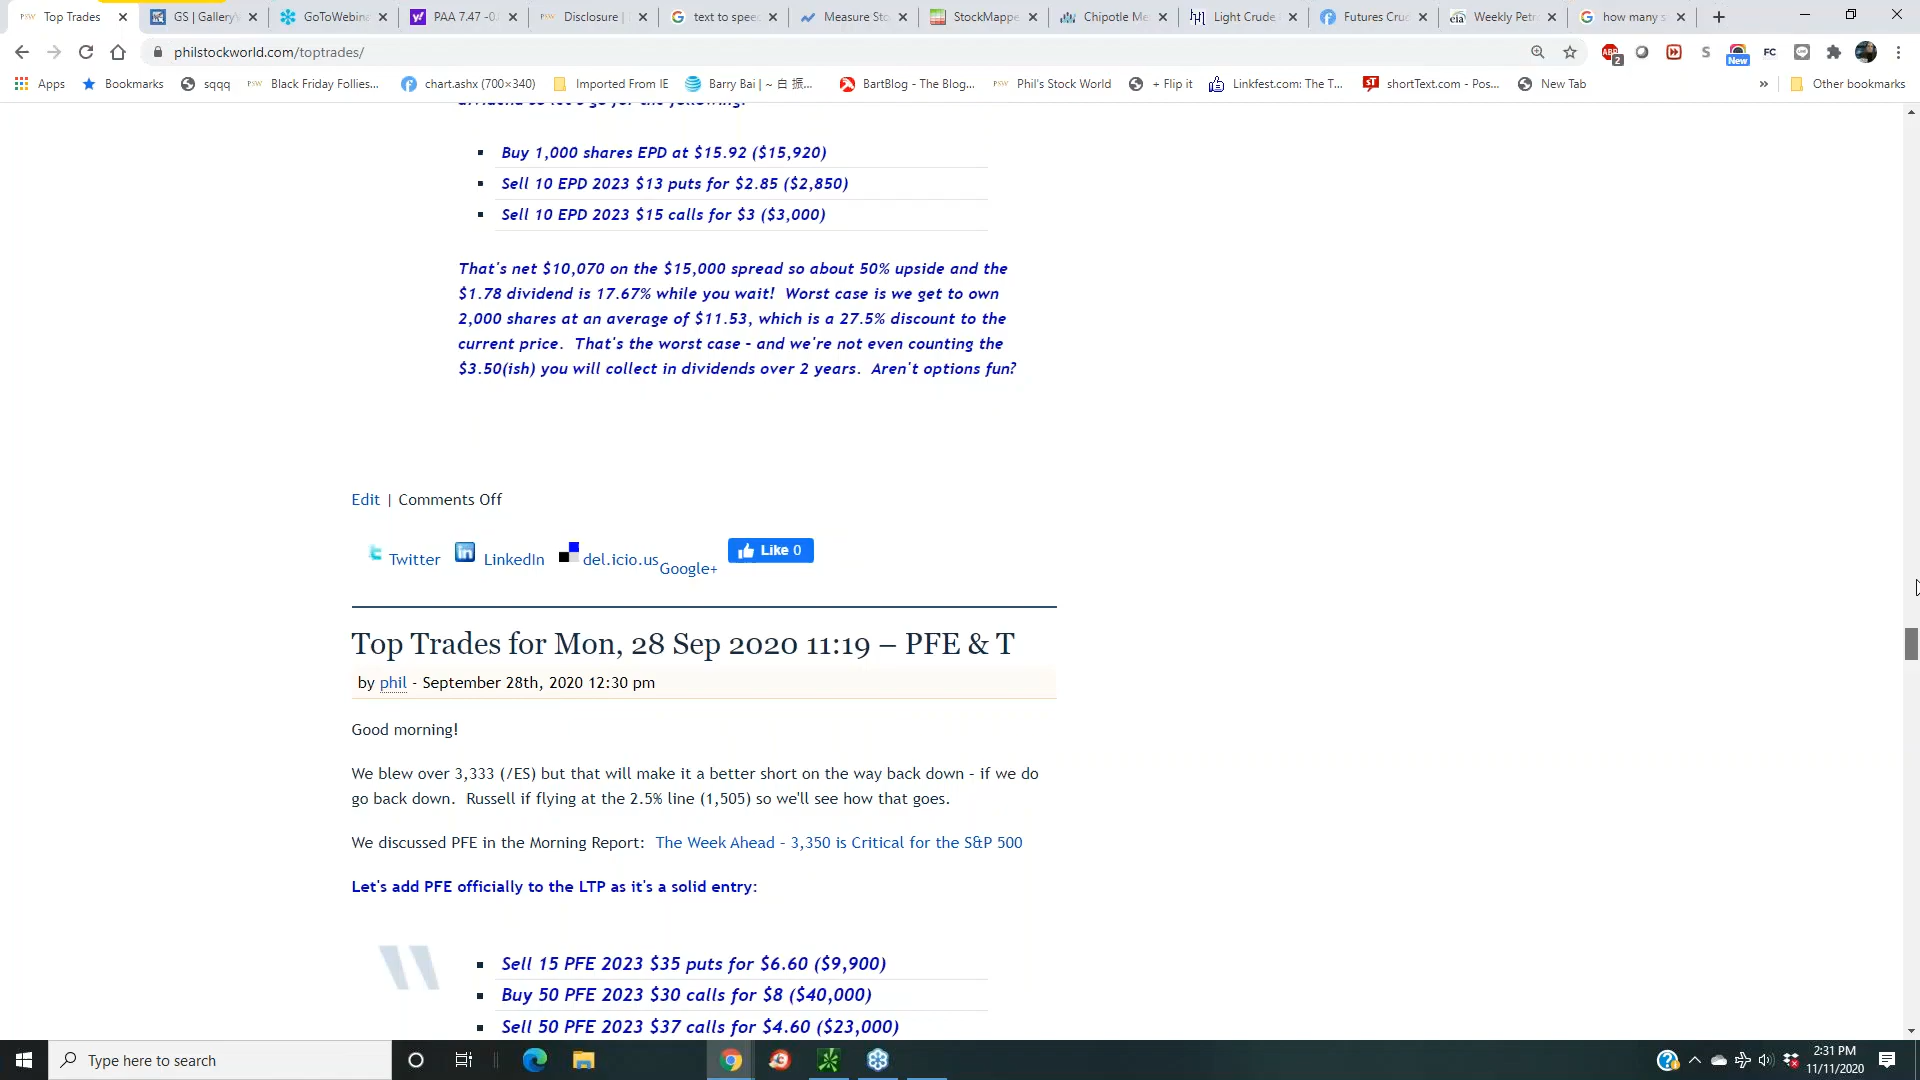 Top Trades
GS | Gallery
GoToWebina
PAA 7.47 -0.
Disclosure |
text to spee
Measure Sto
StockMappe
Chipotle Me
Light Crude
Futures Cru
Weekly Petr
how many s
philstockworld.com/toptrades/
Apps
Bookmarks
sqqq
Black Friday Follies...
chart.ashx (700×340)
Imported From IE
Barry Bai | ~ 白 振...
BartBlog - The Blog...
Phil's Stock World
+ Flip it
Linkfest.com: The T...
shortText.com - Pos...
New Tab
»
Other bookmarks
dividend so let's go for the following:
Buy 1,000 shares EPD at $15.92 ($15,920)
Sell 10 EPD 2023 $13 puts for $2.85 ($2,850)
Sell 10 EPD 2023 $15 calls for $3 ($3,000)
That's net $10,070 on the $15,000 spread so about 50% upside and the
$1.78 dividend is 17.67% while you wait!  Worst case is we get to own
2,000 shares at an average of $11.53, which is a 27.5% discount to the
current price.  That's the worst case - and we're not even counting the
$3.50(ish) you will collect in dividends over 2 years.  Aren't options fun?
Edit | Comments Off
Twitter LinkedIn del.icio.us Google+ Like 0
Top Trades for Mon, 28 Sep 2020 11:19 – PFE & T
by phil - September 28th, 2020 12:30 pm
Good morning!
We blew over 3,333 (/ES) but that will make it a better short on the way back down - if we do
go back down.  Russell if flying at the 2.5% line (1,505) so we'll see how that goes.
We discussed PFE in the Morning Report:  The Week Ahead - 3,350 is Critical for the S&P 500
Let's add PFE officially to the LTP as it's a solid entry:
Sell 15 PFE 2023 $35 puts for $6.60 ($9,900)
Buy 50 PFE 2023 $30 calls for $8 ($40,000)
Sell 50 PFE 2023 $37 calls for $4.60 ($23,000)
Type here to search
2:31 PM
11/11/2020